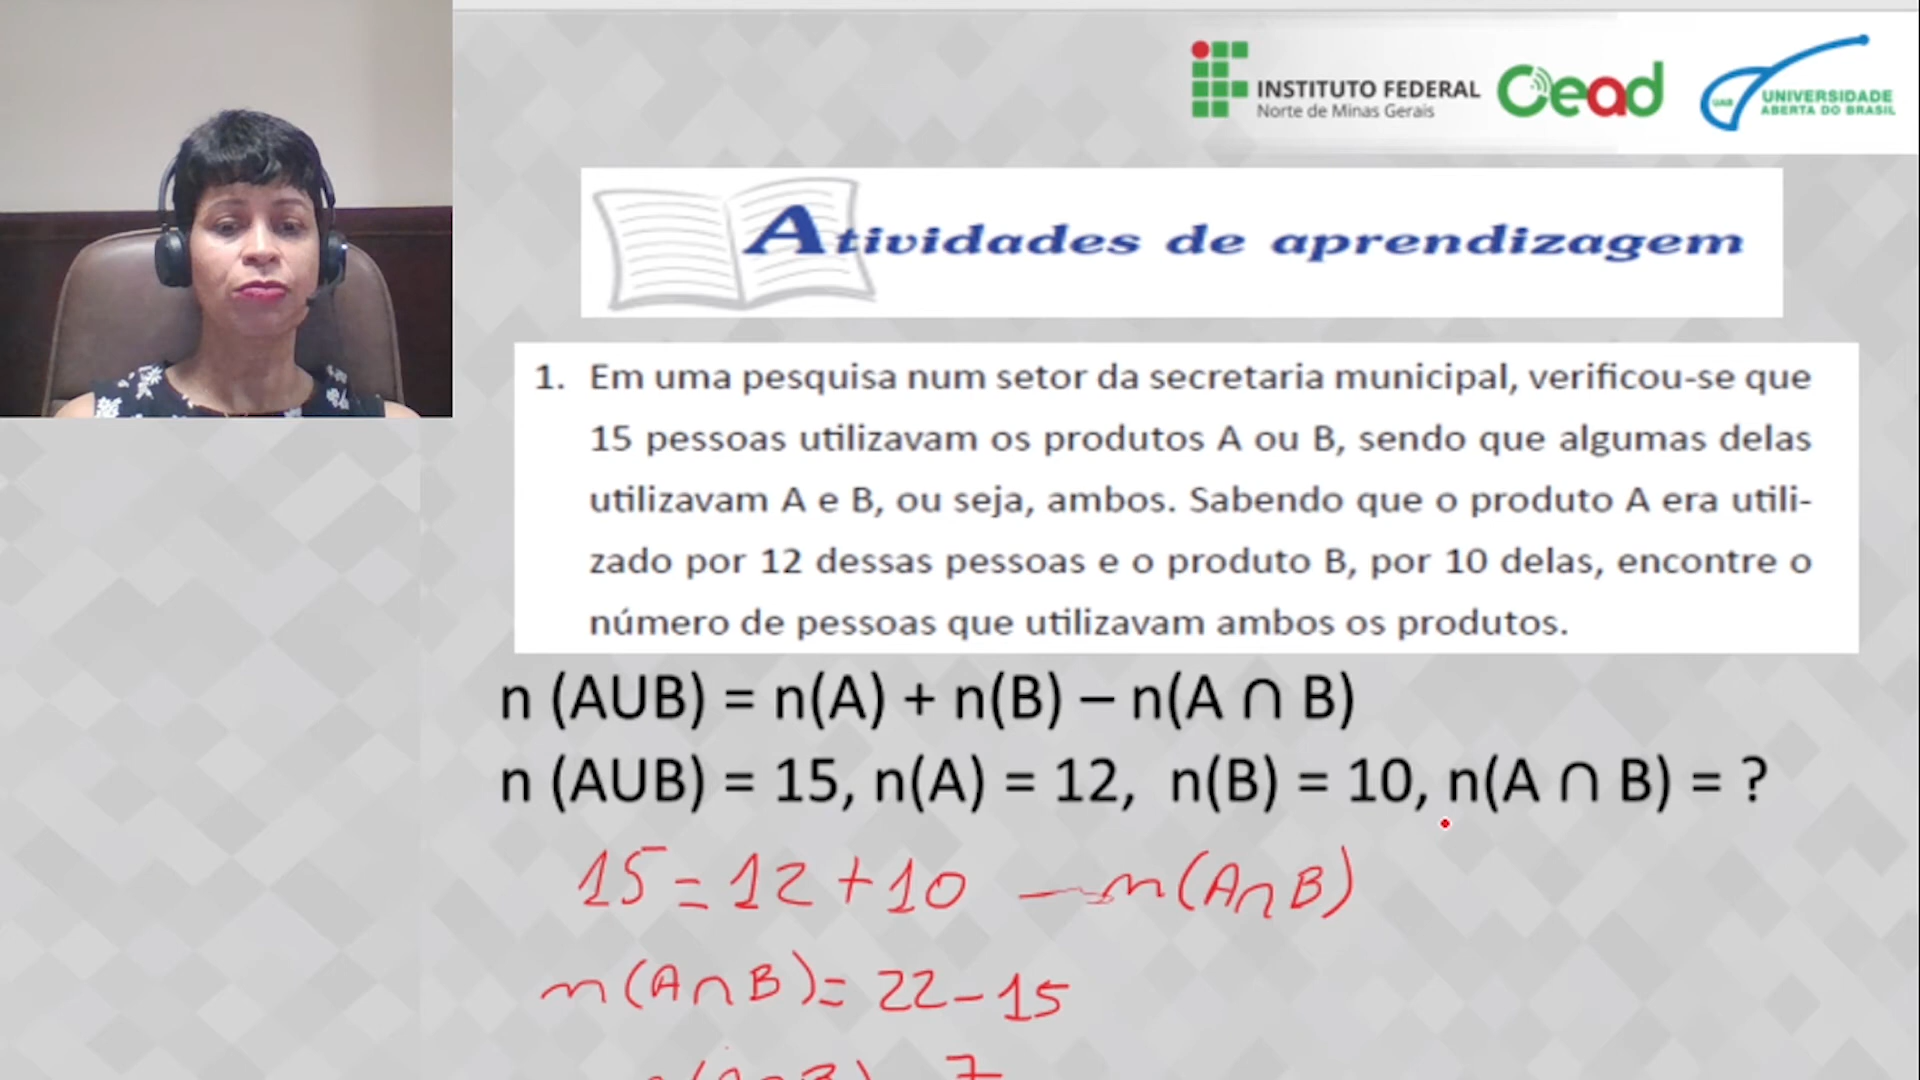 INSTITUTO FEDERAL
Norte de Minas Gerais
Cead
UAB
UNIVERSIDADE
ABERTA DO BRASIL
Atividades de aprendizagem
1. Em uma pesquisa num setor da secretaria municipal, verificou-se que
15 pessoas utilizavam os produtos A ou B, sendo que algumas delas
utilizavam A e B, ou seja, ambos. Sabendo que o produto A era utili-
zado por 12 dessas pessoas e o produto B, por 10 delas, encontre o
número de pessoas que utilizavam ambos os produtos.
n (AUB) = n(A) + n(B) – n(A ∩ B)
n (AUB) = 15, n(A) = 12, n(B) = 10, n(A ∩ B) = ?
15 = 12 + 10 - n(A∩B)
n(A∩B) = 22 - 15